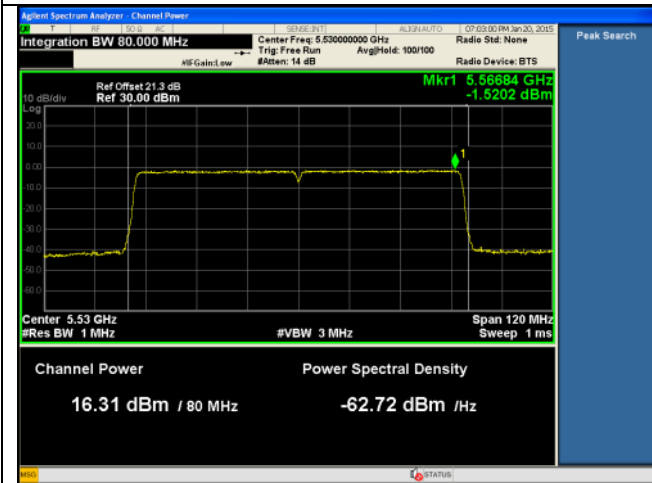 Agilent Spectrum Analyzer - Channel Power
T RF 50 Ω AC SENSE:INT ALIGN AUTO 07:03:00 PM Jan 20, 2015
Integration BW 80.000 MHz Center Freq: 5.530000000 GHz Radio Std: None
Trig: Free Run Avg|Hold: 100/100
#IFGain:Low #Atten: 14 dB Radio Device: BTS
Peak Search
Ref Offset 21.3 dB Mkr1 5.56684 GHz
10 dB/div Ref 30.00 dBm -1.5202 dBm
Log
20.0
10.0
0.00
-10.0
-20.0
-30.0
-40.0
-50.0
-60.0
1
Center 5.53 GHz Span 120 MHz
#Res BW 1 MHz #VBW 3 MHz Sweep 1 ms
Channel Power Power Spectral Density
16.31 dBm / 80 MHz -62.72 dBm /Hz
MSG STATUS